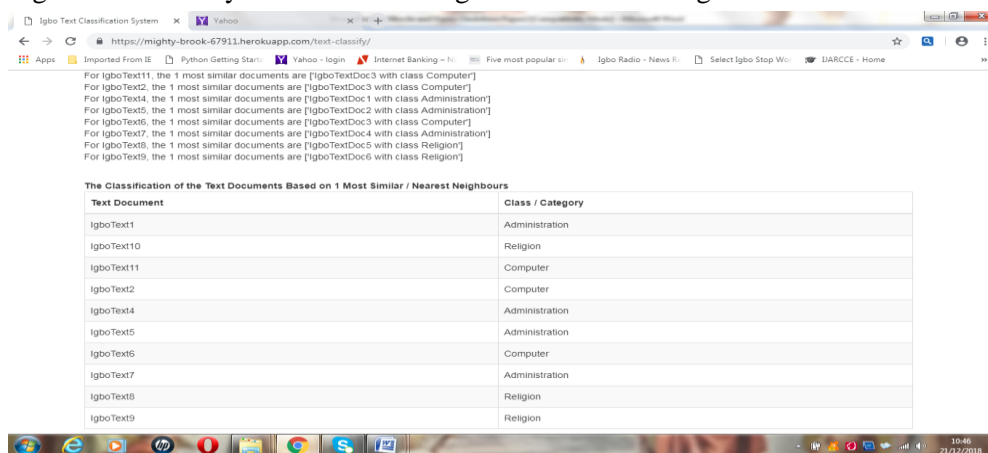 Igbo Text Classification System
Yahoo
https://mighty-brook-67911.herokuapp.com/text-classify/
Apps Imported From IE Python Getting Starte Yahoo - login Internet Banking – Ni Five most popular sin Igbo Radio - News R Select Igbo Stop Wo IJARCCE - Home
For IgboText11, the 1 most similar documents are ['IgboTextDoc3 with class Computer']
For IgboText2, the 1 most similar documents are ['IgboTextDoc3 with class Computer']
For IgboText4, the 1 most similar documents are ['IgboTextDoc1 with class Administration']
For IgboText5, the 1 most similar documents are ['IgboTextDoc2 with class Administration']
For IgboText6, the 1 most similar documents are ['IgboTextDoc3 with class Computer']
For IgboText7, the 1 most similar documents are ['IgboTextDoc4 with class Administration']
For IgboText8, the 1 most similar documents are ['IgboTextDoc5 with class Religion']
For IgboText9, the 1 most similar documents are ['IgboTextDoc6 with class Religion']
The Classification of the Text Documents Based on 1 Most Similar / Nearest Neighbours
Text Document Class / Category
IgboText1 Administration
IgboText10 Religion
IgboText11 Computer
IgboText2 Computer
IgboText4 Administration
IgboText5 Administration
IgboText6 Computer
IgboText7 Administration
IgboText8 Religion
IgboText9 Religion
10:46
21/12/2018